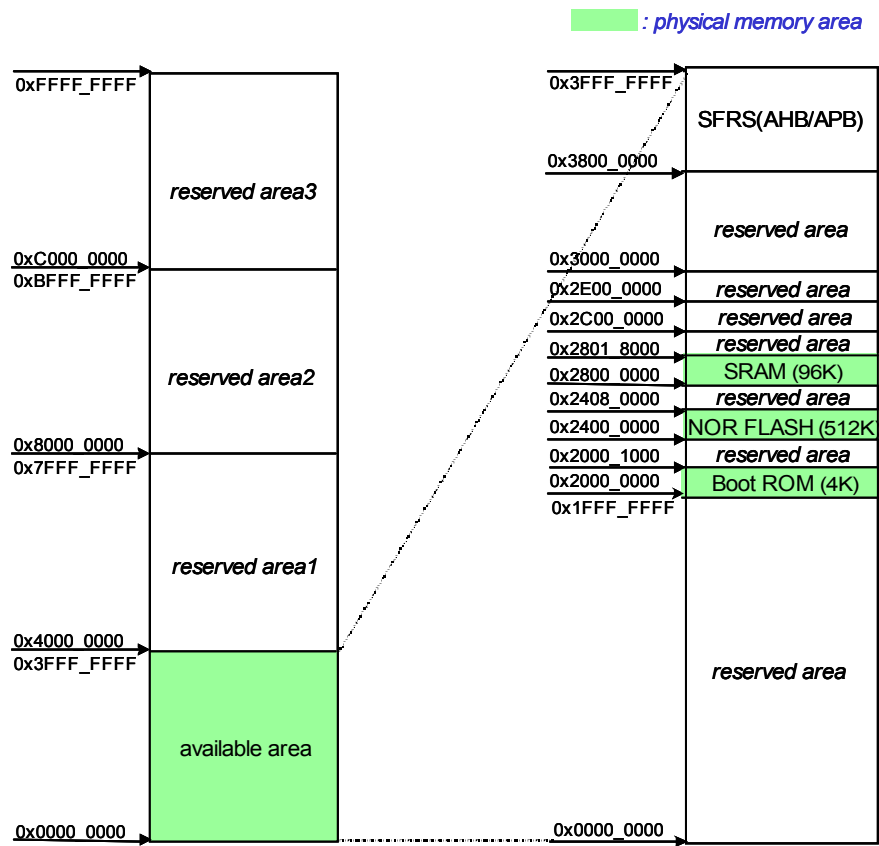 : physical memory area
0xFFFF_FFFF
reserved area3
0xC000_0000
0xBFFF_FFFF
reserved area2
0x8000_0000
0x7FFF_FFFF
reserved area1
0x4000_0000
0x3FFF_FFFF
available area
0x0000_0000
0x3FFF_FFFF
SFRS(AHB/APB)
0x3800_0000
reserved area
0x3000_0000
0x2E00_0000
reserved area
0x2C00_0000
reserved area
0x2801_8000
reserved area
SRAM (96K)
0x2800_0000
0x2408_0000
reserved area
NOR FLASH (512K
0x2400_0000
0x2000_1000
reserved area
Boot ROM (4K)
0x2000_0000
0x1FFF_FFFF
reserved area
0x0000_0000